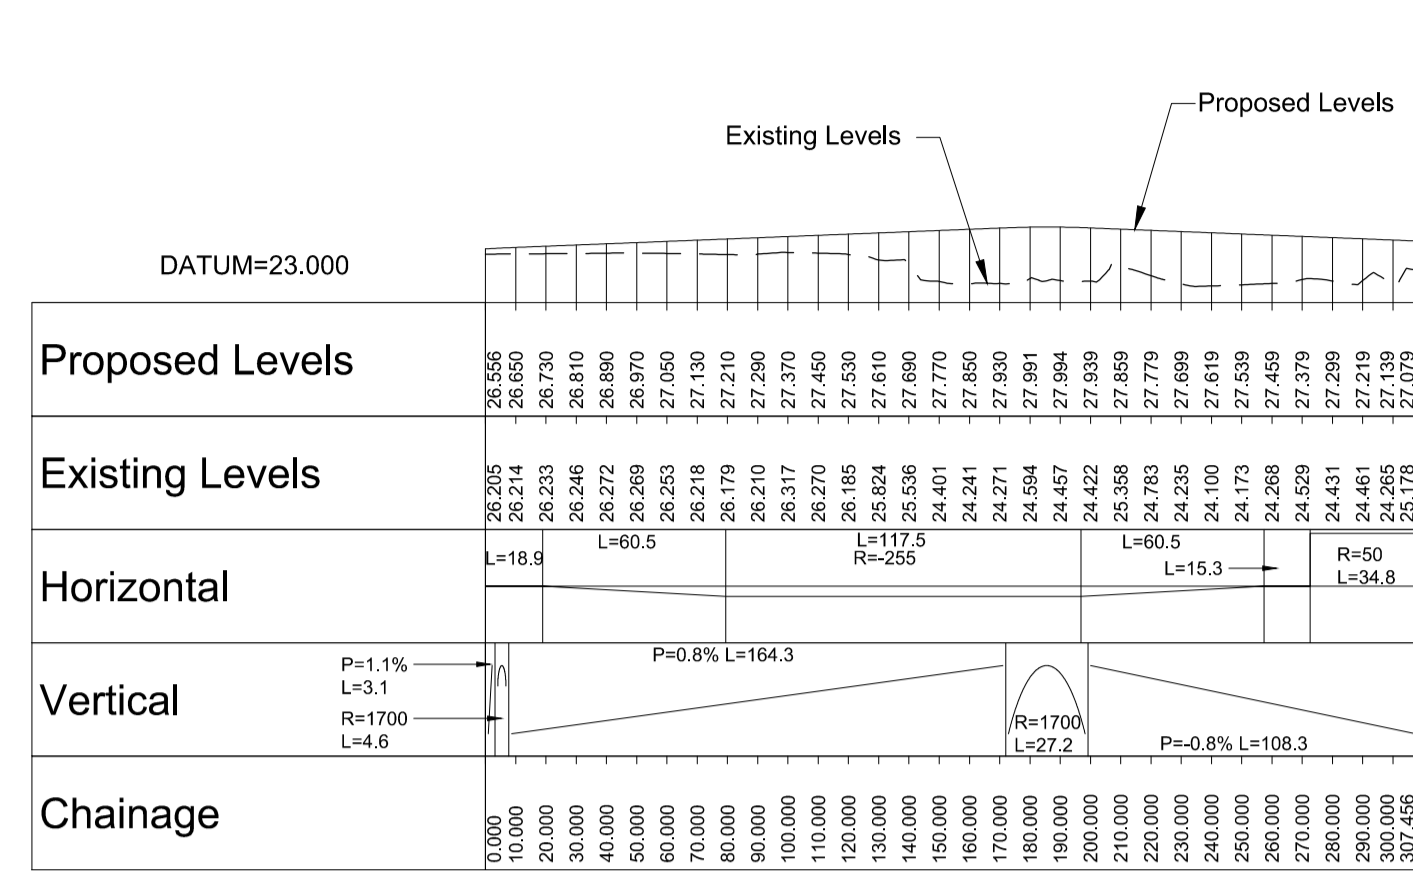 Proposed Levels
Existing Levels
DATUM=23.000
Proposed Levels
26.556 26.650 26.730 26.810 26.890 26.970 27.050 27.130 27.210 27.290 27.370 27.450 27.530 27.610 27.690 27.770 27.850 27.930 27.991 27.994 27.939 27.859 27.779 27.699 27.619 27.539 27.459 27.379 27.299 27.219 27.139 27.079
Existing Levels
26.205 26.214 26.233 26.246 26.272 26.269 26.253 26.218 26.179 26.210 26.317 26.270 26.185 25.824 25.536 24.401 24.241 24.271 24.594 24.457 24.422 25.358 24.783 24.235 24.100 24.173 24.268 24.529 24.431 24.461 24.265 25.178
Horizontal
L=18.9
L=60.5
L=117.5
R=-255
L=60.5
L=15.3
R=50
L=34.8
Vertical
P=1.1%
L=3.1
R=1700
L=4.6
P=0.8% L=164.3
R=1700
L=27.2
P=-0.8% L=108.3
Chainage
0.000 10.000 20.000 30.000 40.000 50.000 60.000 70.000 80.000 90.000 100.000 110.000 120.000 130.000 140.000 150.000 160.000 170.000 180.000 190.000 200.000 210.000 220.000 230.000 240.000 250.000 260.000 270.000 280.000 290.000 300.000 307.456